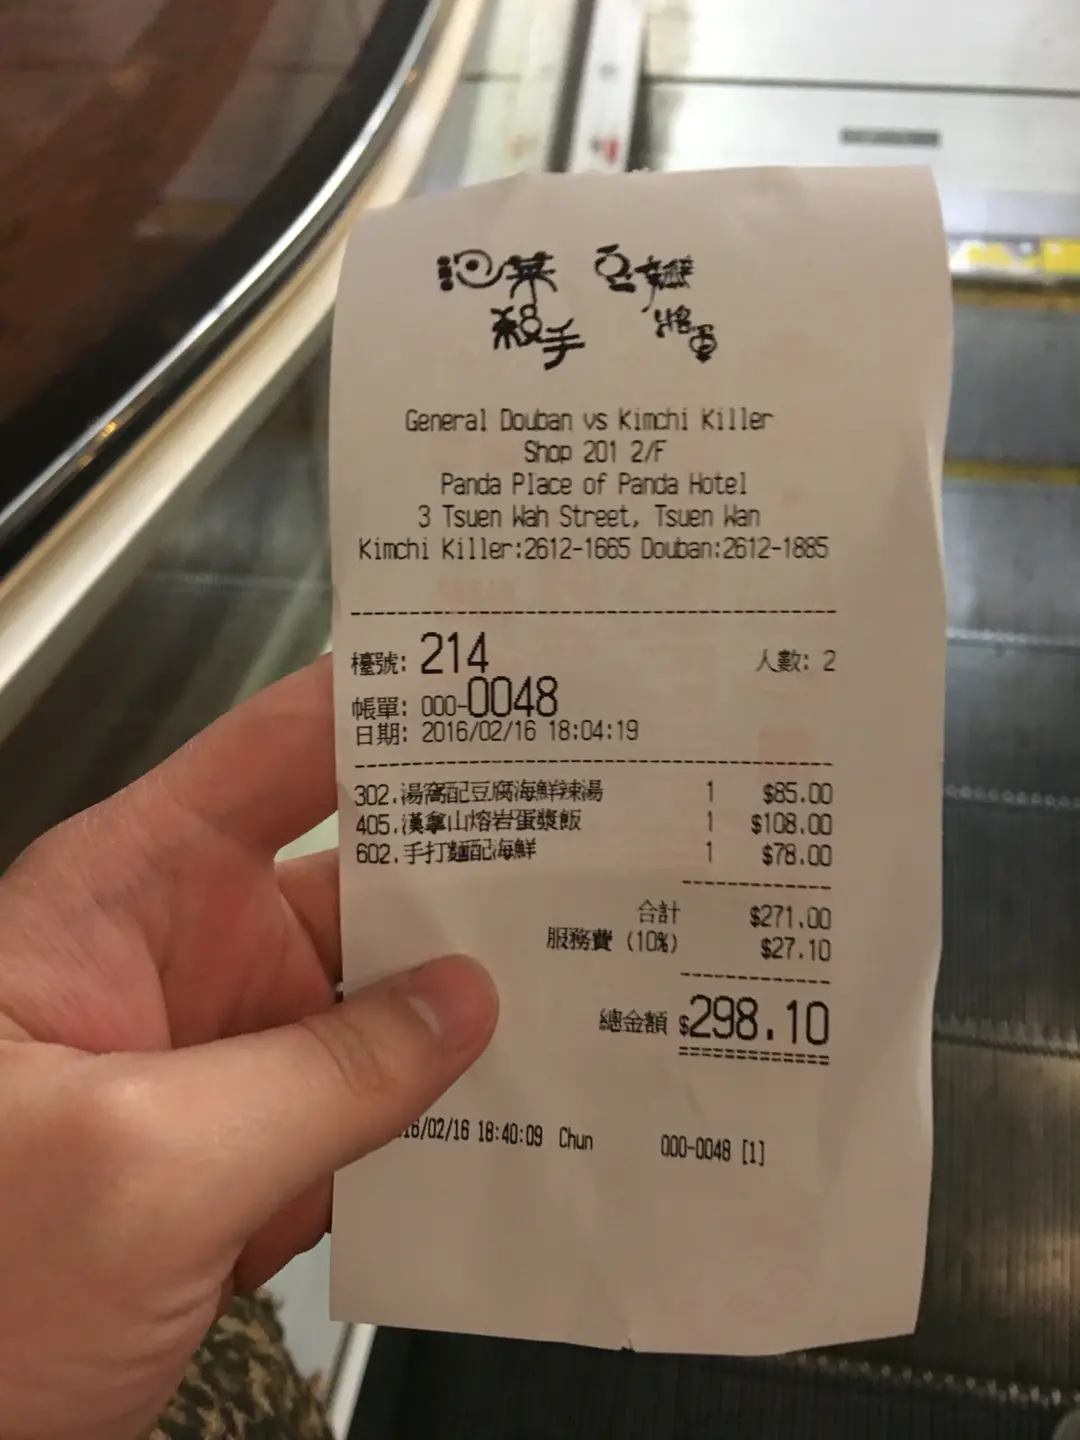 泡菜 豆瓣
殺手 將軍
General Douban vs Kimchi Killer
Shop 201 2/F
Panda Place of Panda Hotel
3 Tsuen Wah Street, Tsuen Wan
Kimchi Killer:2612-1665 Douban:2612-1885
檯號: 214 人數: 2
帳單: 000-0048
日期: 2016/02/16 18:04:19
302.湯窩配豆腐海鮮辣湯 1 $85.00
405.漢拿山熔岩蛋漿飯 1 $108.00
602.手打麵配海鮮 1 $78.00
合計 $271.00
服務費 (10%) $27.10
總金額 $298.10
16/02/16 18:40:09 Chun 000-0048 [1]